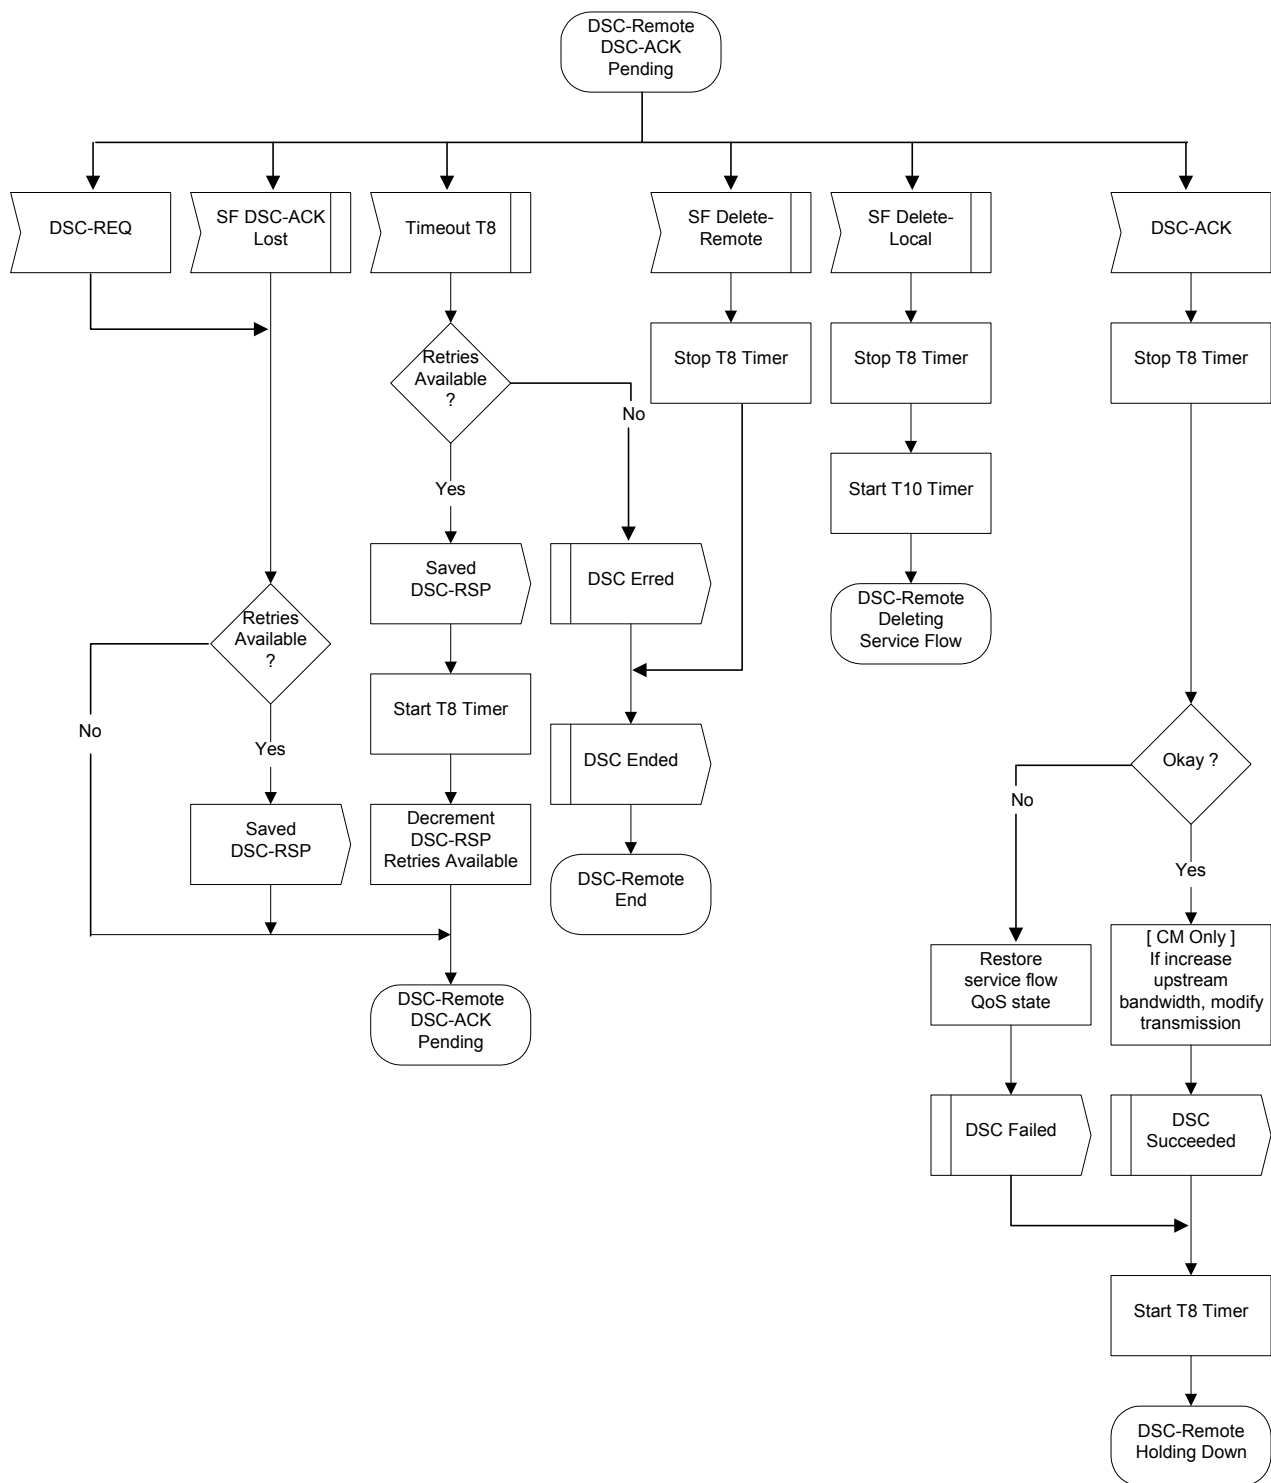 DSC-Remote
DSC-ACK
Pending
DSC-REQ
SF DSC-ACK
Lost
Timeout T8
SF Delete-
Remote
SF Delete-
Local
DSC-ACK
Retries
Available
?
No
Yes
Stop T8 Timer
Stop T8 Timer
Stop T8 Timer
Start T10 Timer
Saved
DSC-RSP
DSC Erred
DSC-Remote
Deleting
Service Flow
Retries
Available
?
No
Yes
Start T8 Timer
DSC Ended
Okay ?
No
Yes
Saved
DSC-RSP
Decrement
DSC-RSP
Retries Available
DSC-Remote
End
DSC-Remote
DSC-ACK
Pending
Restore
service flow
QoS state
[ CM Only ]
If increase
upstream
bandwidth, modify
transmission
DSC Failed
DSC
Succeeded
Start T8 Timer
DSC-Remote
Holding Down